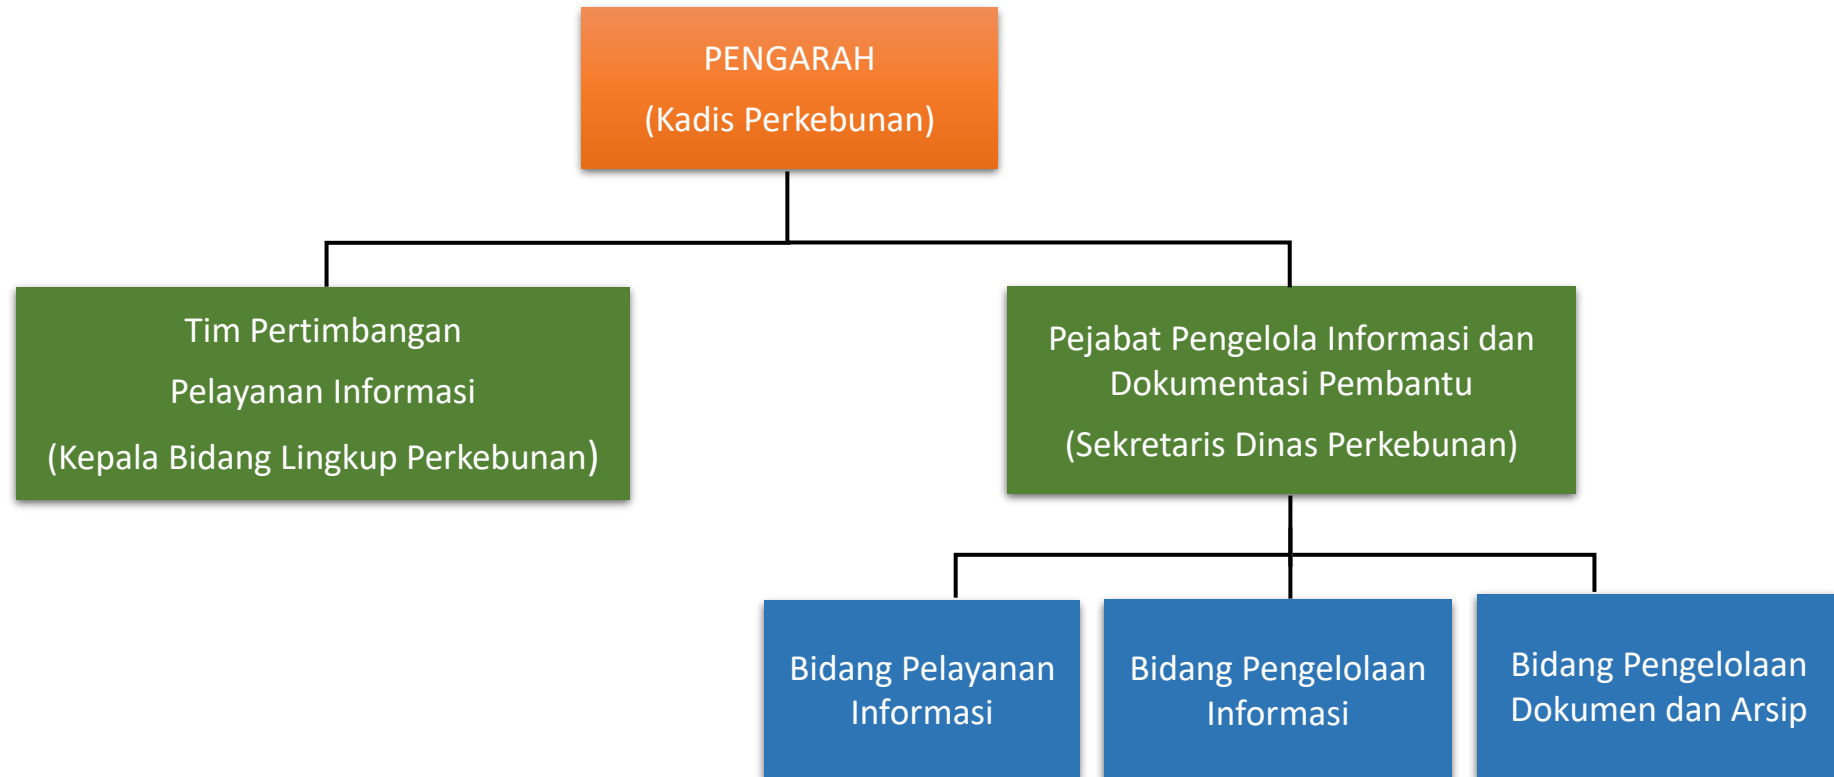 PENGARAH
(Kadis Perkebunan)
Tim Pertimbangan
Pelayanan Informasi
(Kepala Bidang Lingkup Perkebunan)
Pejabat Pengelola Informasi dan
Dokumentasi Pembantu
(Sekretaris Dinas Perkebunan)
Bidang Pelayanan
Informasi
Bidang Pengelolaan
Informasi
Bidang Pengelolaan
Dokumen dan Arsip